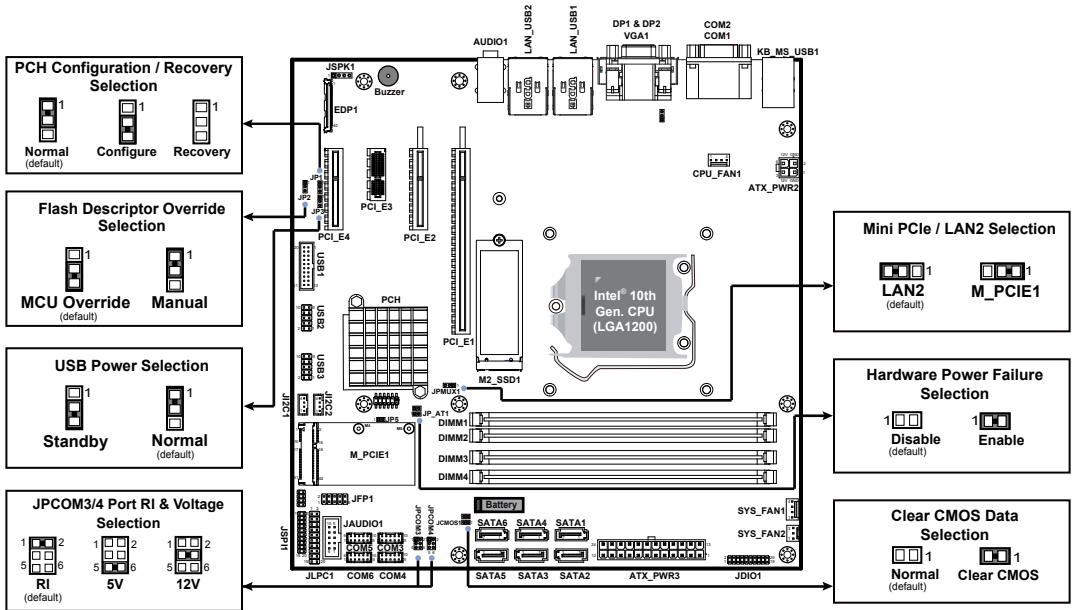 PCH Configuration / Recovery
Selection
1
1
1
Normal
(default)
Configure
Recovery
Flash Descriptor Override
Selection
1
1
MCU Override
(default)
Manual
USB Power Selection
1
1
Standby
Normal
(default)
JPCOM3/4 Port RI & Voltage
Selection
1 2
5 6
RI
(default)
1 2
5 6
5V
1 2
5 6
12V
AUDIO1
LAN_USB2
LAN_USB1
DP1 & DP2
VGA1
COM2
COM1
KB_MS_USB1
JSPK1
Buzzer
EDP1
CPU_FAN1
12V GND
12V GND
ATX_PWR2
JP1
JP2
JP3
PCI_E4
PCI_E3
PCI_E2
PCI_E1
USB1
USB2
USB3
PCH
Intel® 10th
Gen. CPU
(LGA1200)
M2_SSD1
JPMUX1
JI2C1
JI2C2
JP5
JP_AT1
DIMM1
DIMM2
DIMM3
DIMM4
M_PCIE1
JFP1
JSPI1
JLPC1
JAUDIO1
COM5
COM3
COM6
COM4
JPCOM3
JPCOM4
JCMOS1
Battery
SATA6
SATA4
SATA1
SATA5
SATA3
SATA2
ATX_PWR3
SYS_FAN1
SYS_FAN2
JDIO1
Mini PCIe / LAN2 Selection
1
1
LAN2
(default)
M_PCIE1
Hardware Power Failure
Selection
1
1
Disable
(default)
Enable
Clear CMOS Data
Selection
1
1
Normal
(default)
Clear CMOS